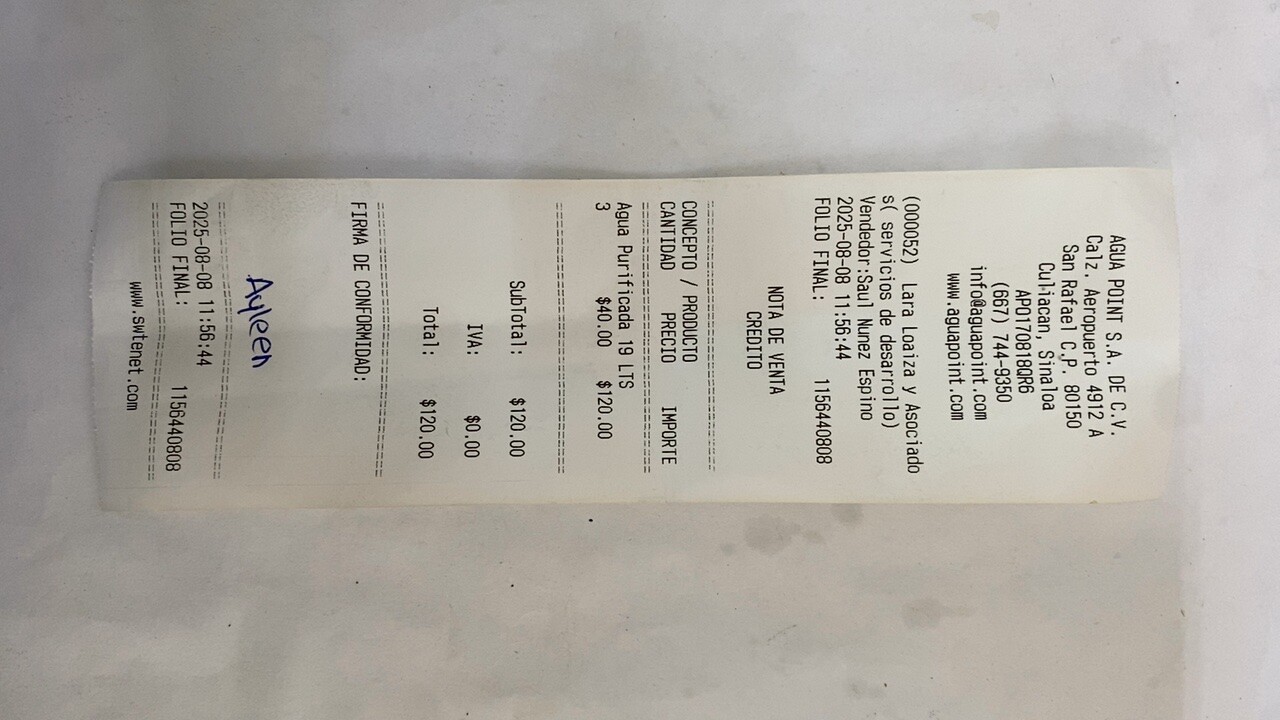 AGUA POINT S.A. DE C.V.
Calz. Aeropuerto 4912 A
San Rafael C.P. 80150
Culiacan, Sinaloa
APO170818QR6
(667) 744-9350
info@aguapoint.com
www.aguapoint.com
(000052) Lara Loaiza y Asociado
s( servicios de desarrollo)
Vendedor:Saul Nunez Espino
2025-08-08 11:56:44
FOLIO FINAL: 1156440808
NOTA DE VENTA
CREDITO
===============================
CONCEPTO / PRODUCTO
CANTIDAD PRECIO IMPORTE
===============================
Agua Purificada 19 LTS
3 $40.00 $120.00
===============================
SubTotal: $120.00
IVA: $0.00
Total: $120.00
===============================
FIRMA DE CONFORMIDAD:
Ayleen
===============================
2025-08-08 11:56:44
FOLIO FINAL: 1156440808
===============================
www.swtenet.com